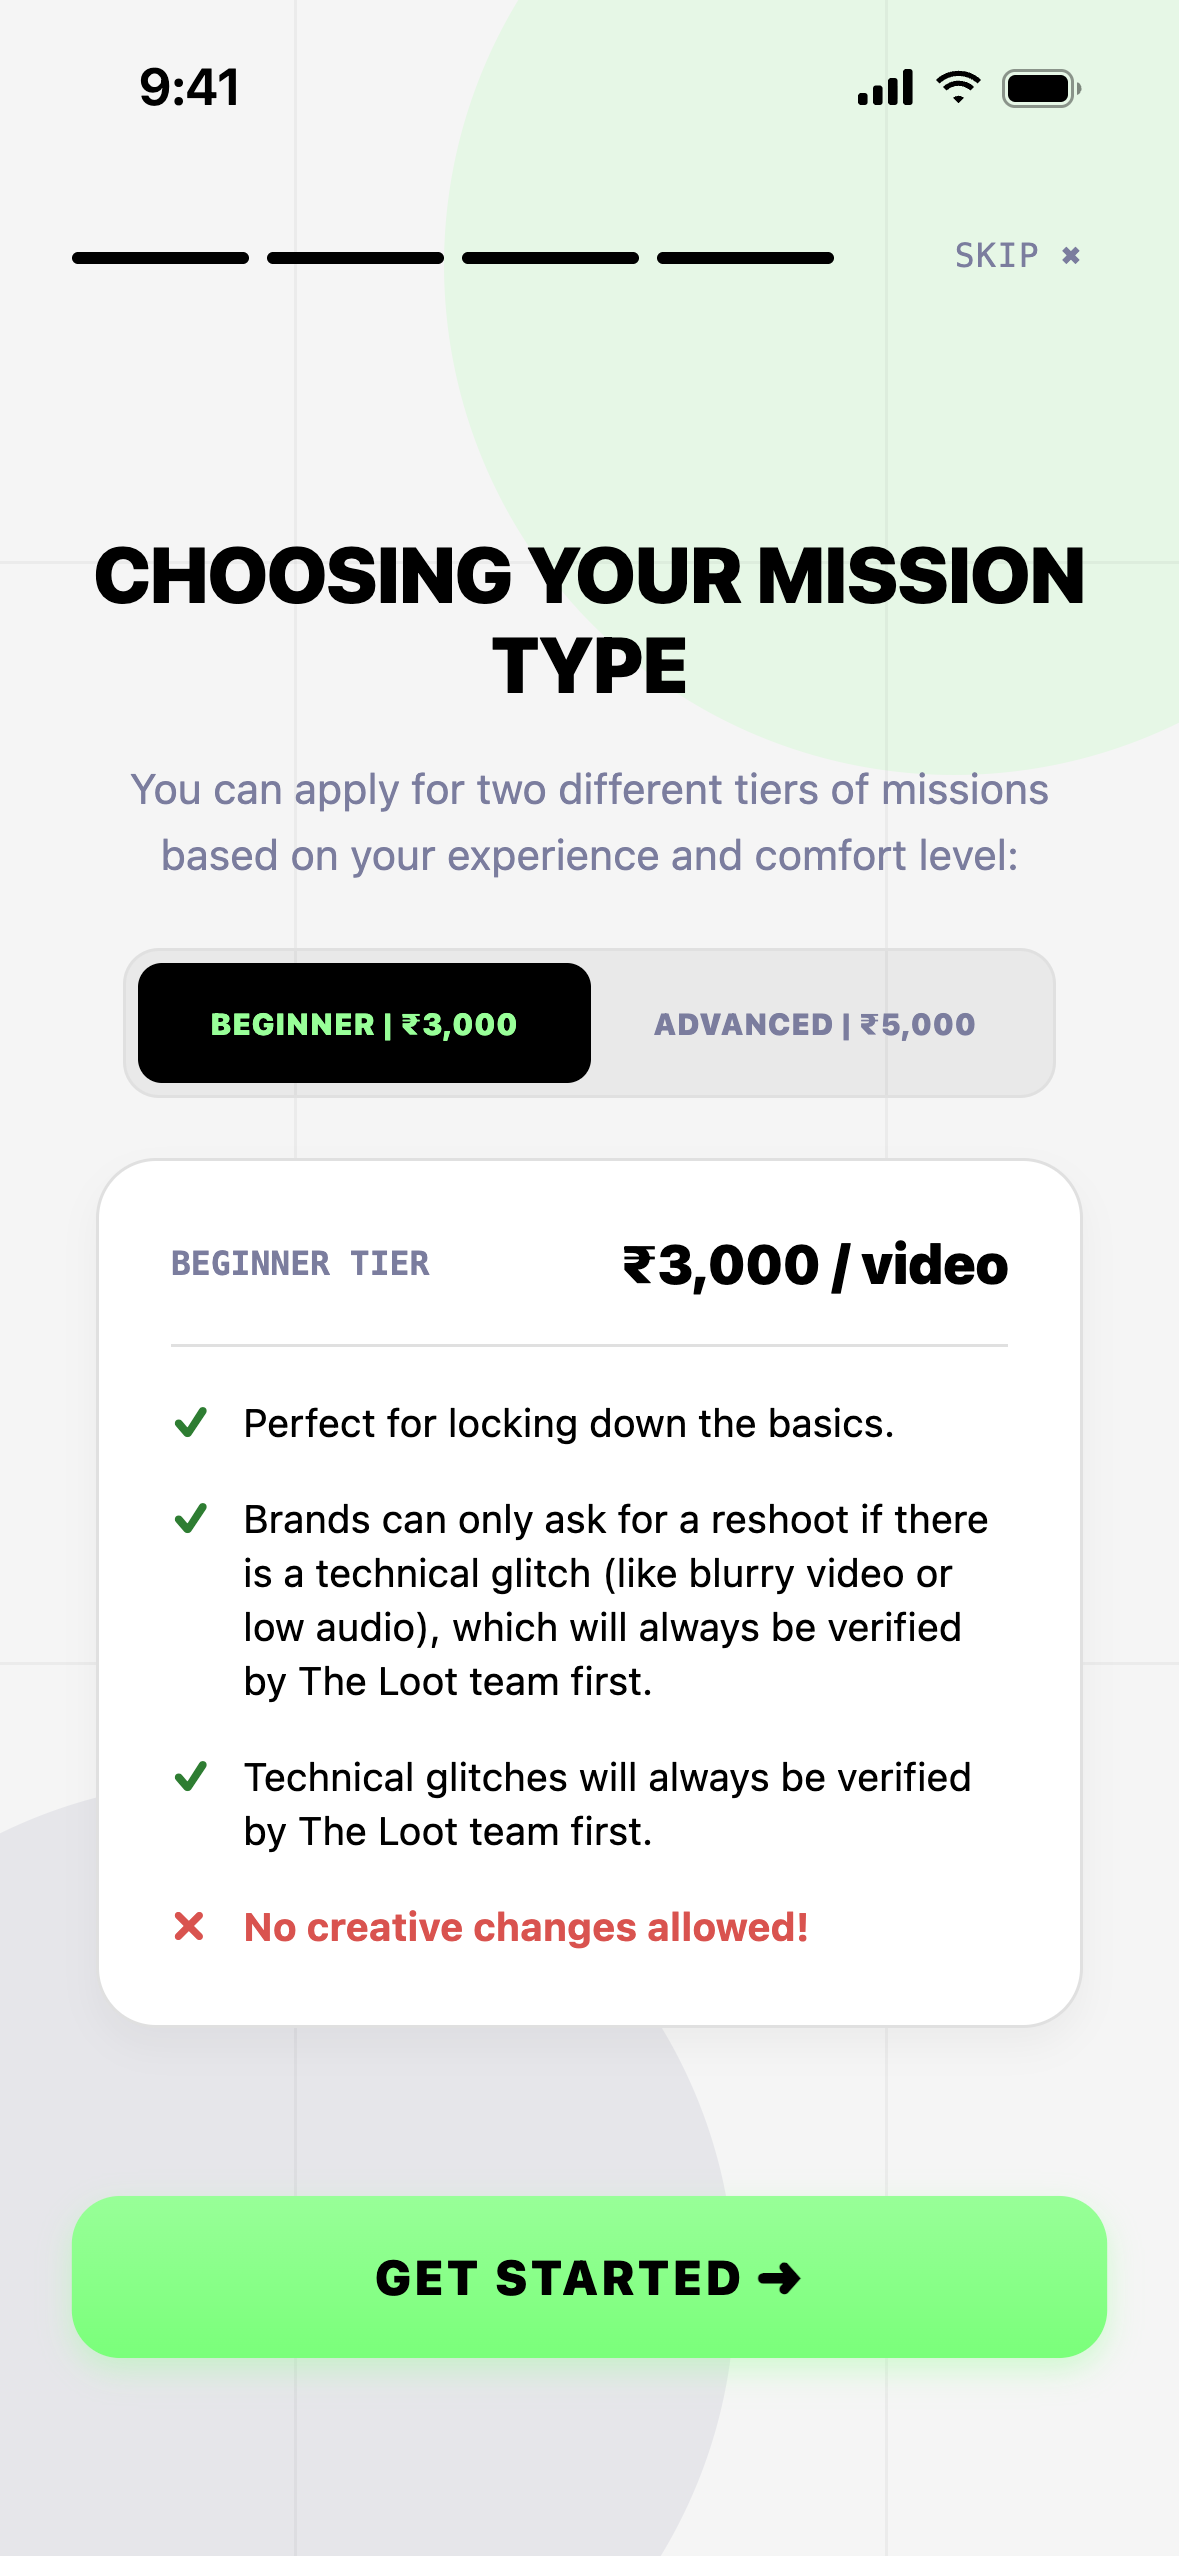 9:41
SKIP ✖
CHOOSING YOUR MISSION
TYPE
You can apply for two different tiers of missions
based on your experience and comfort level:
BEGINNER | ₹3,000
ADVANCED | ₹5,000
BEGINNER TIER
₹3,000 / video
✔ Perfect for locking down the basics.
✔ Brands can only ask for a reshoot if there
is a technical glitch (like blurry video or
low audio), which will always be verified
by The Loot team first.
✔ Technical glitches will always be verified
by The Loot team first.
✕ No creative changes allowed!
GET STARTED ➜